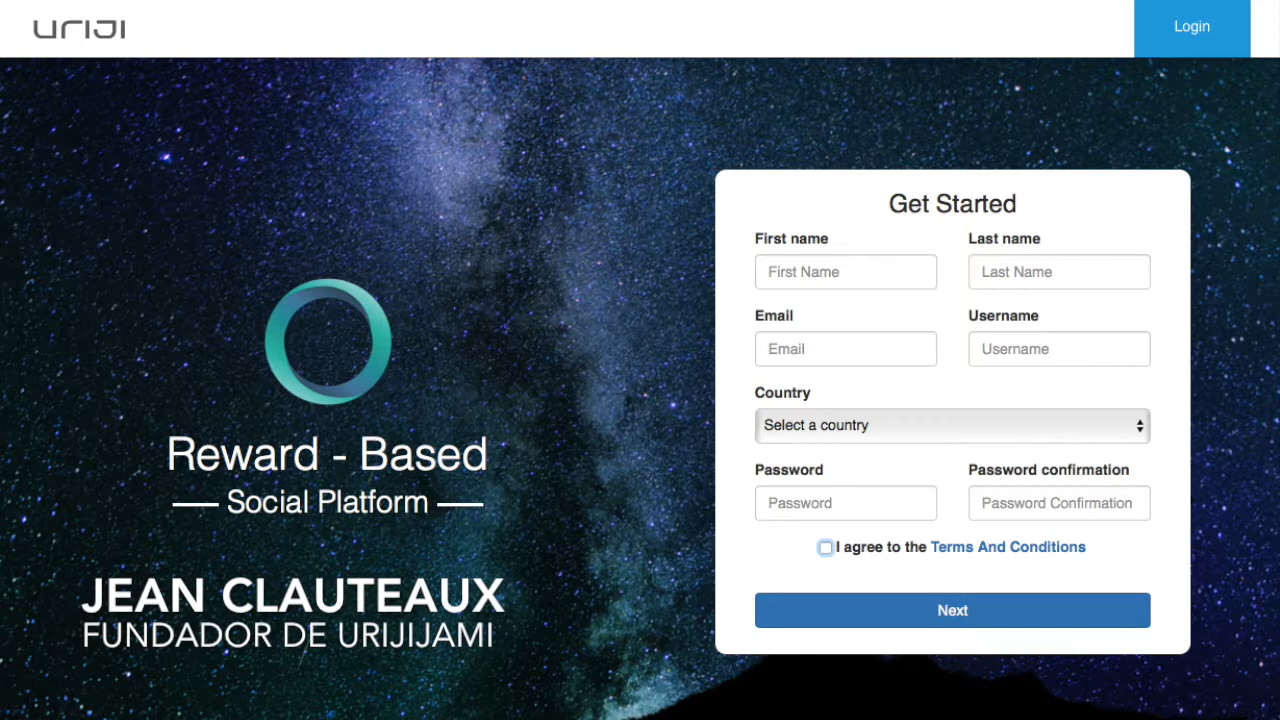 uriji
Login
Get Started
First name
Last name
First Name
Last Name
Email
Username
Email
Username
Country
Select a country
Password
Password confirmation
Password
Password Confirmation
I agree to the Terms And Conditions
Next
Reward - Based
Social Platform
JEAN CLAUTEAUX
FUNDADOR DE URIJIJAMI